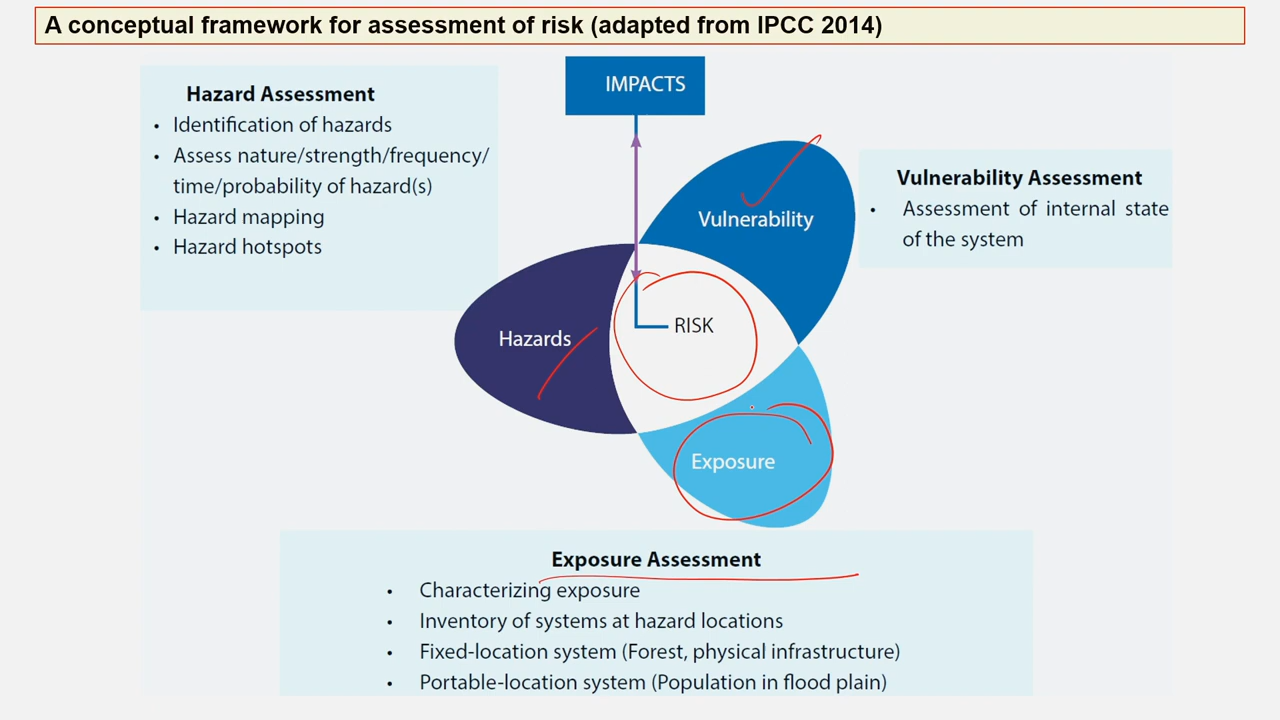 A conceptual framework for assessment of risk (adapted from IPCC 2014)
Hazard Assessment
• Identification of hazards
• Assess nature/strength/frequency/
time/probability of hazard(s)
• Hazard mapping
• Hazard hotspots
IMPACTS
Vulnerability
Vulnerability Assessment
• Assessment of internal state
of the system
Hazards
RISK
Exposure
Exposure Assessment
• Characterizing exposure
• Inventory of systems at hazard locations
• Fixed-location system (Forest, physical infrastructure)
• Portable-location system (Population in flood plain)